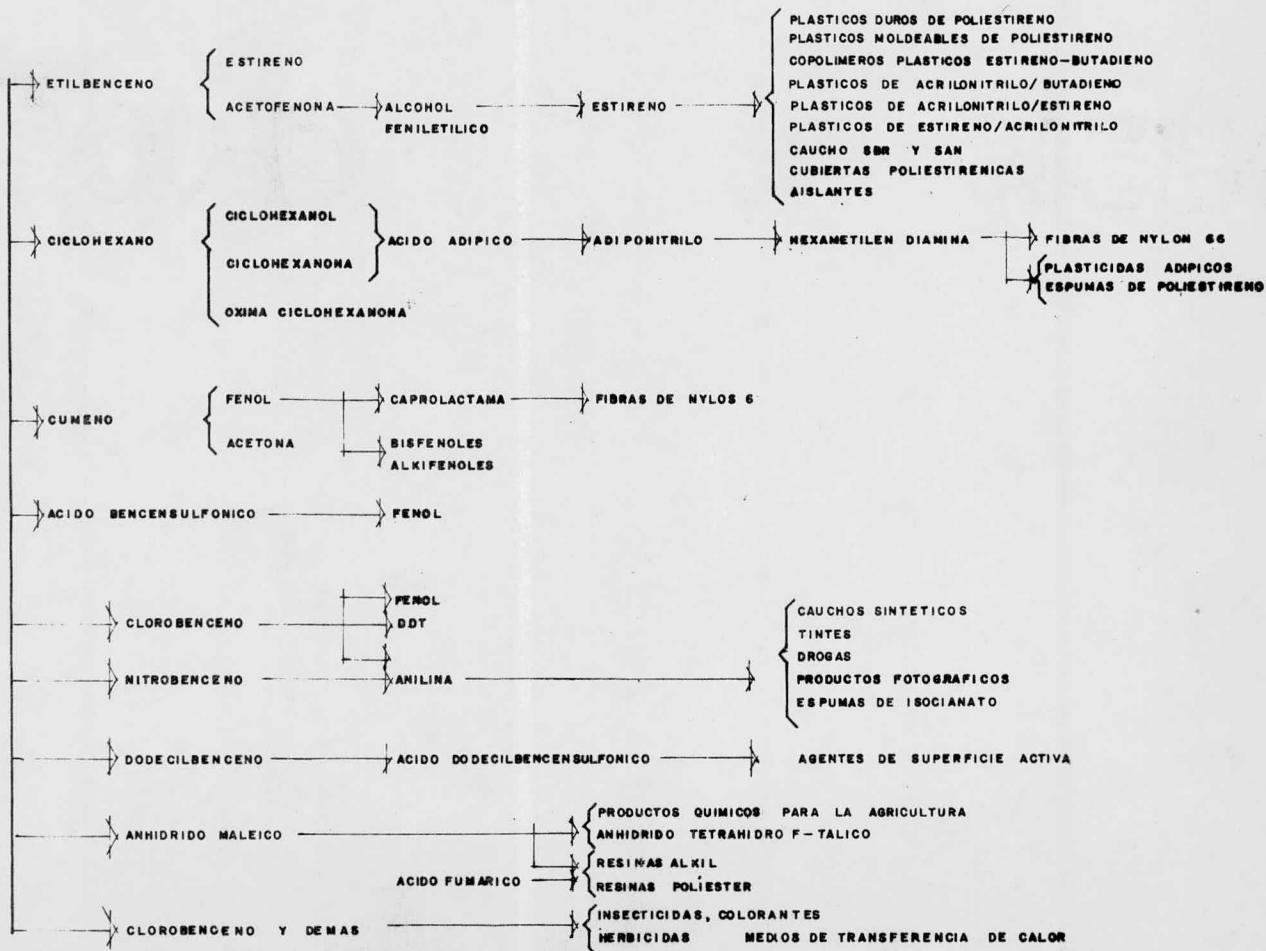 PLASTICOS DUROS DE POLIESTIRENO
PLASTICOS MOLDEABLES DE POLIESTIRENO
ESTIRENO
COPOLIMEROS PLASTICOS ESTIRENO-BUTADIENO
ETILBENCENO
PLASTICOS DE ACRILONITRILO/BUTADIENO
ACETOFENONA ALCOHOL FENILETILICO ESTIRENO
PLASTICOS DE ACRILONITRILO/ESTIRENO
PLASTICOS DE ESTIRENO/ACRILONITRILO
CAUCHO SBR Y SAN
CUBIERTAS POLIESTIRENICAS
AISLANTES
CICLOHEXANOL
CICLOHEXANO ACIDO ADIPICO ADIPONITRILO HEXAMETILEN DIAMINA FIBRAS DE NYLON 66
CICLOHEXANONA
PLASTICIDAS ADIPICOS
ESPUMAS DE POLIESTIRENO
OXIMA CICLOHEXANONA
FENOL CAPROLACTAMA FIBRAS DE NYLOS 6
CUMENO
ACETONA BISFENOLES
ALKIFENOLES
ACIDO BENCENSULFONICO FENOL
FENOL
CLOROBENCENO DDT
CAUCHOS SINTETICOS
TINTES
DROGAS
NITROBENCENO ANILINA PRODUCTOS FOTOGRAFICOS
ESPUMAS DE ISOCIANATO
DODECILBENCENO ACIDO DODECILBENCENSULFONICO AGENTES DE SUPERFICIE ACTIVA
PRODUCTOS QUIMICOS PARA LA AGRICULTURA
ANHIDRIDO MALEICO ANHIDRIDO TETRAHIDRO F-TALICO
RESINAS ALKIL
ACIDO FUMARICO
RESINAS POLIESTER
INSECTICIDAS, COLORANTES
CLOROBENCENO Y DEMAS
HERBICIDAS MEDIOS DE TRANSFERENCIA DE CALOR